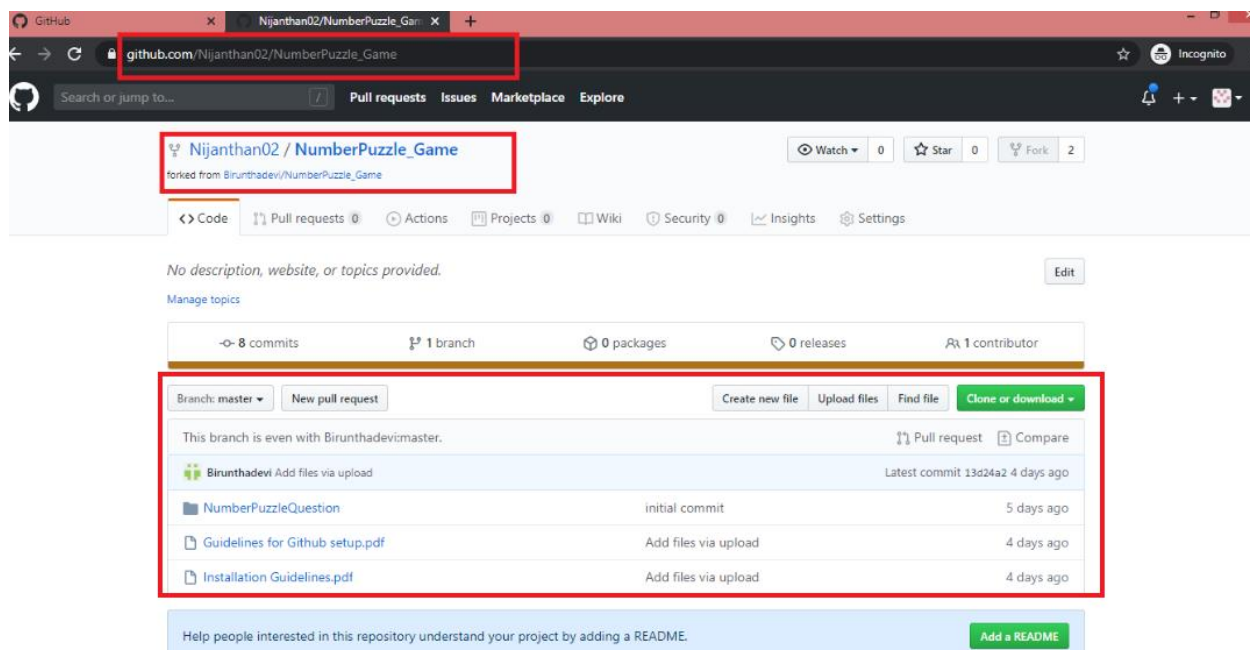 GitHub
Nijanthan02/NumberPuzzle_Gam
github.com/Nijanthan02/NumberPuzzle_Game
Incognito
Search or jump to...
/
Pull requests Issues Marketplace Explore
Nijanthan02 / NumberPuzzle_Game
Watch 0 Star 0 Fork 2
forked from Birunthadevi/NumberPuzzle_Game
Code Pull requests 0 Actions Projects 0 Wiki Security 0 Insights Settings
No description, website, or topics provided.
Edit
Manage topics
8 commits 1 branch 0 packages 0 releases 1 contributor
Branch: master New pull request Create new file Upload files Find file Clone or download
This branch is even with Birunthadevi:master. Pull request Compare
Birunthadevi Add files via upload Latest commit 13d24a2 4 days ago
NumberPuzzleQuestion initial commit 5 days ago
Guidelines for Github setup.pdf Add files via upload 4 days ago
Installation Guidelines.pdf Add files via upload 4 days ago
Help people interested in this repository understand your project by adding a README. Add a README